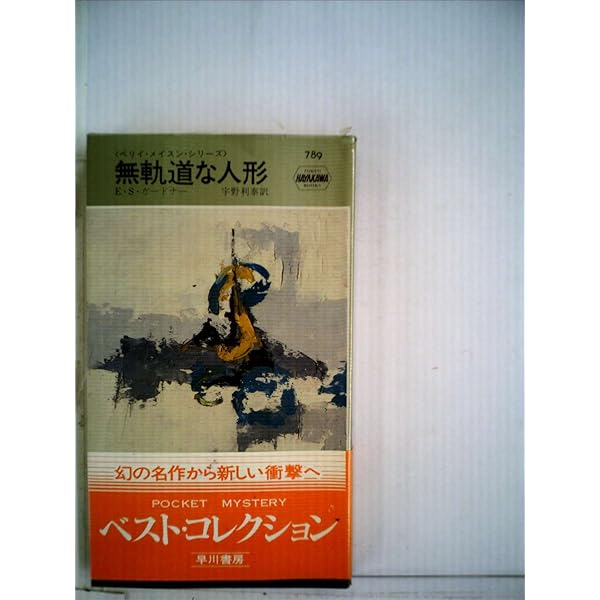 〈ペリイ・メイスン・シリーズ〉
789
無軌道な人形
E・S・ガードナー 宇野利泰訳
POCKET
HAYAKAWA
BOOKS
幻の名作から新しい衝撃へ
POCKET MYSTERY
ベスト・コレクション
早川書房